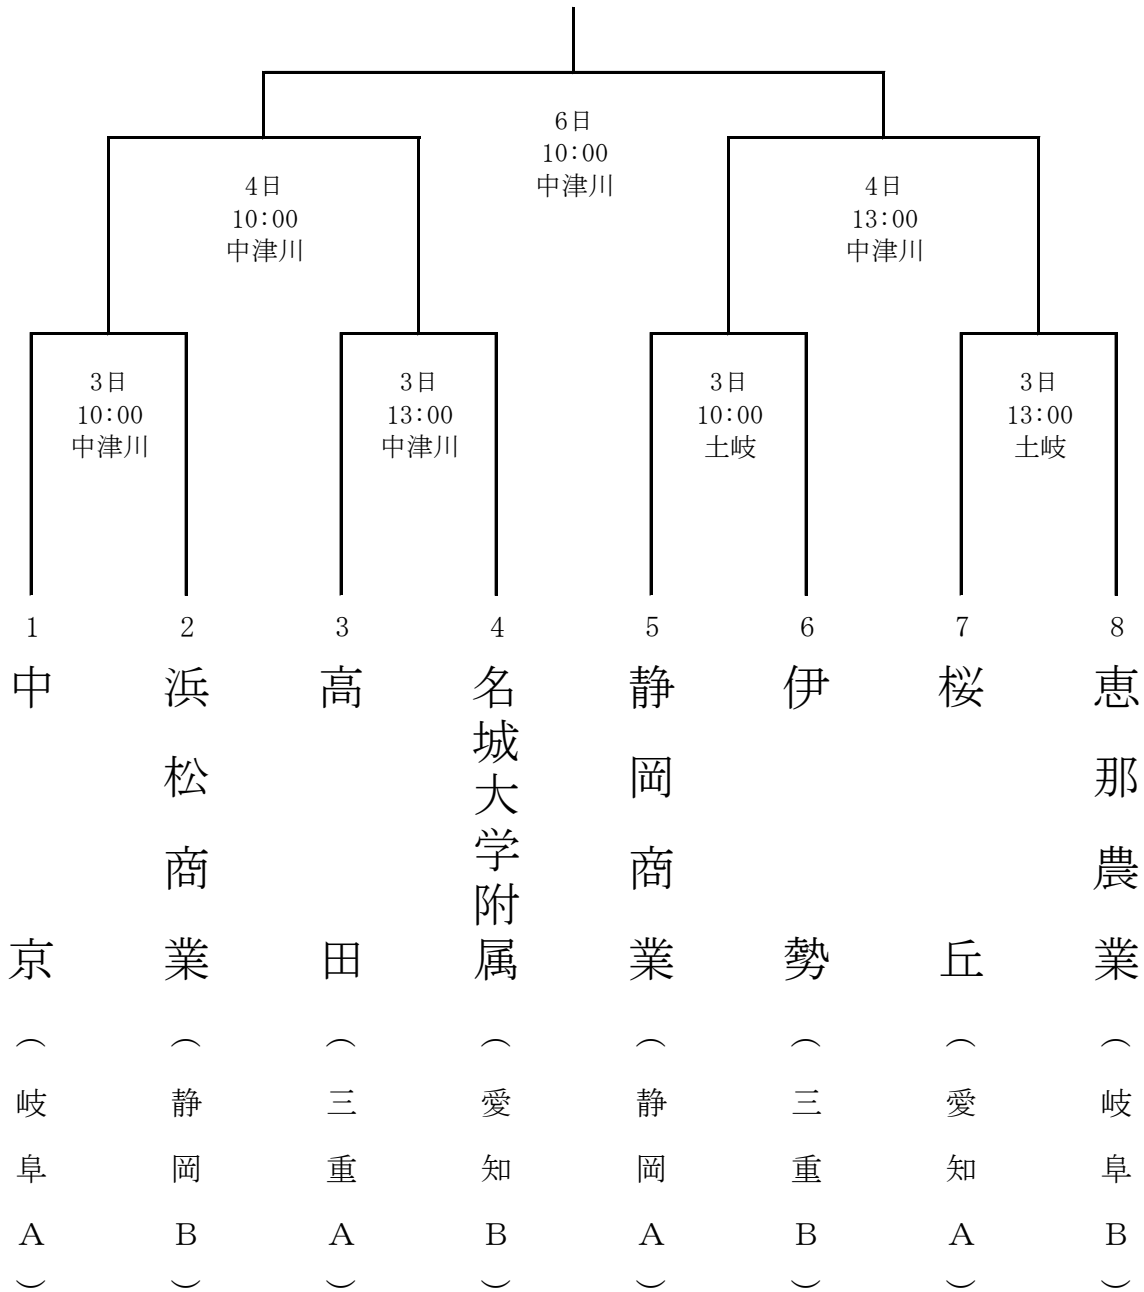 6日
10:00
中津川
4日
10:00
中津川
4日
13:00
中津川
3日
10:00
中津川
3日
13:00
中津川
3日
10:00
土岐
3日
13:00
土岐
1
中京
（岐阜A）
2
浜松商業
（静岡B）
3
高田
（三重A）
4
名城大学附属
（愛知B）
5
静岡商業
（静岡A）
6
伊勢
（三重B）
7
桜丘
（愛知A）
8
恵那農業
（岐阜B）